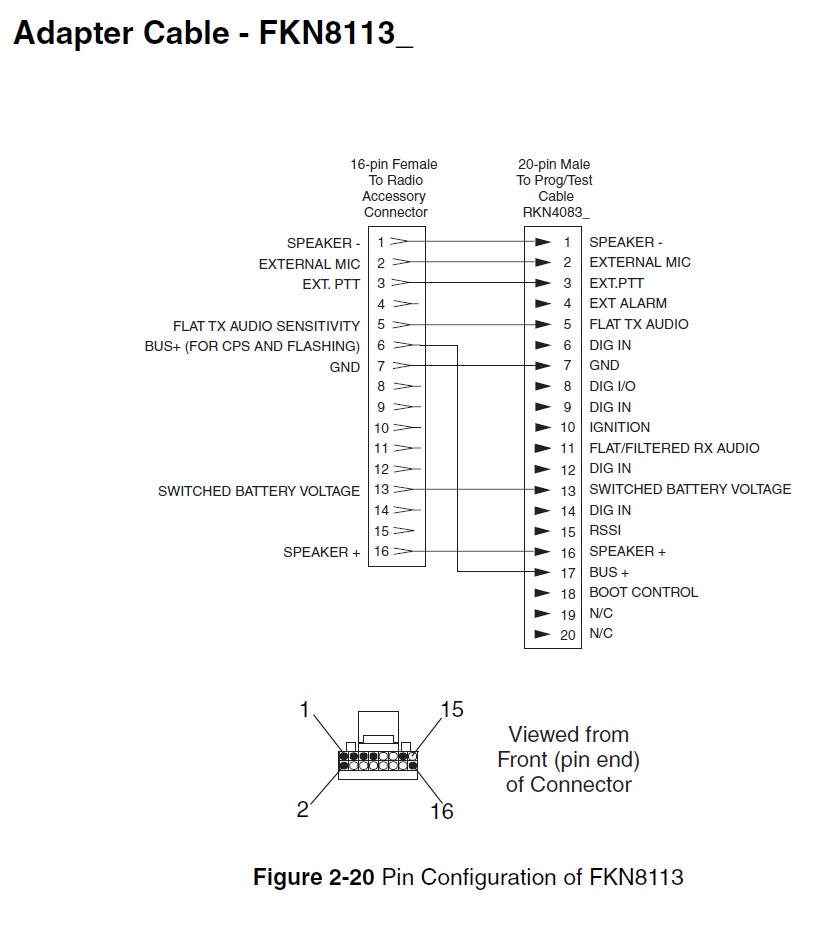 Adapter Cable - FKN8113_
16-pin Female
To Radio
Accessory
Connector
20-pin Male
To Prog/Test
Cable
RKN4083_
SPEAKER - 1 1 SPEAKER -
EXTERNAL MIC 2 2 EXTERNAL MIC
EXT. PTT 3 3 EXT.PTT
4 4 EXT ALARM
FLAT TX AUDIO SENSITIVITY 5 5 FLAT TX AUDIO
BUS+ (FOR CPS AND FLASHING) 6 6 DIG IN
GND 7 7 GND
8 8 DIG I/O
9 9 DIG IN
10 10 IGNITION
11 11 FLAT/FILTERED RX AUDIO
12 12 DIG IN
SWITCHED BATTERY VOLTAGE 13 13 SWITCHED BATTERY VOLTAGE
14 14 DIG IN
15 15 RSSI
SPEAKER + 16 16 SPEAKER +
17 BUS +
18 BOOT CONTROL
19 N/C
20 N/C
1 15
2 16
Viewed from
Front (pin end)
of Connector
Figure 2-20 Pin Configuration of FKN8113